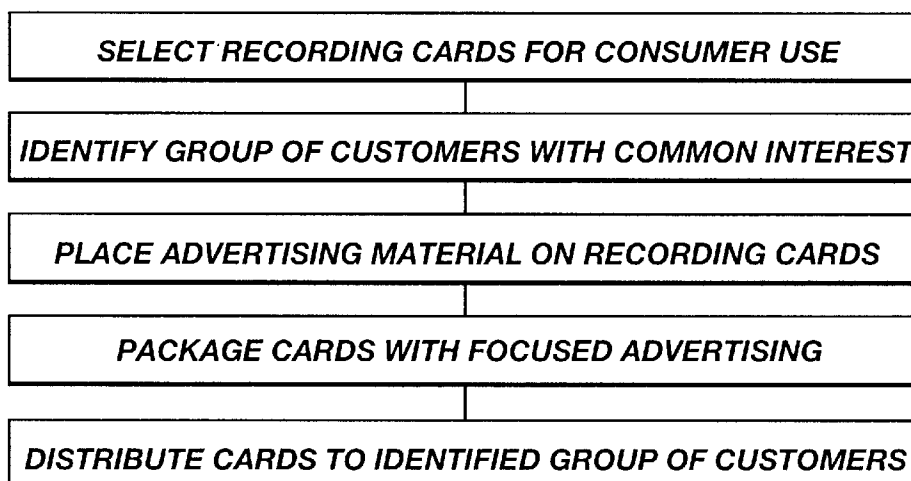 SELECT RECORDING CARDS FOR CONSUMER USE
IDENTIFY GROUP OF CUSTOMERS WITH COMMON INTEREST
PLACE ADVERTISING MATERIAL ON RECORDING CARDS
PACKAGE CARDS WITH FOCUSED ADVERTISING
DISTRIBUTE CARDS TO IDENTIFIED GROUP OF CUSTOMERS